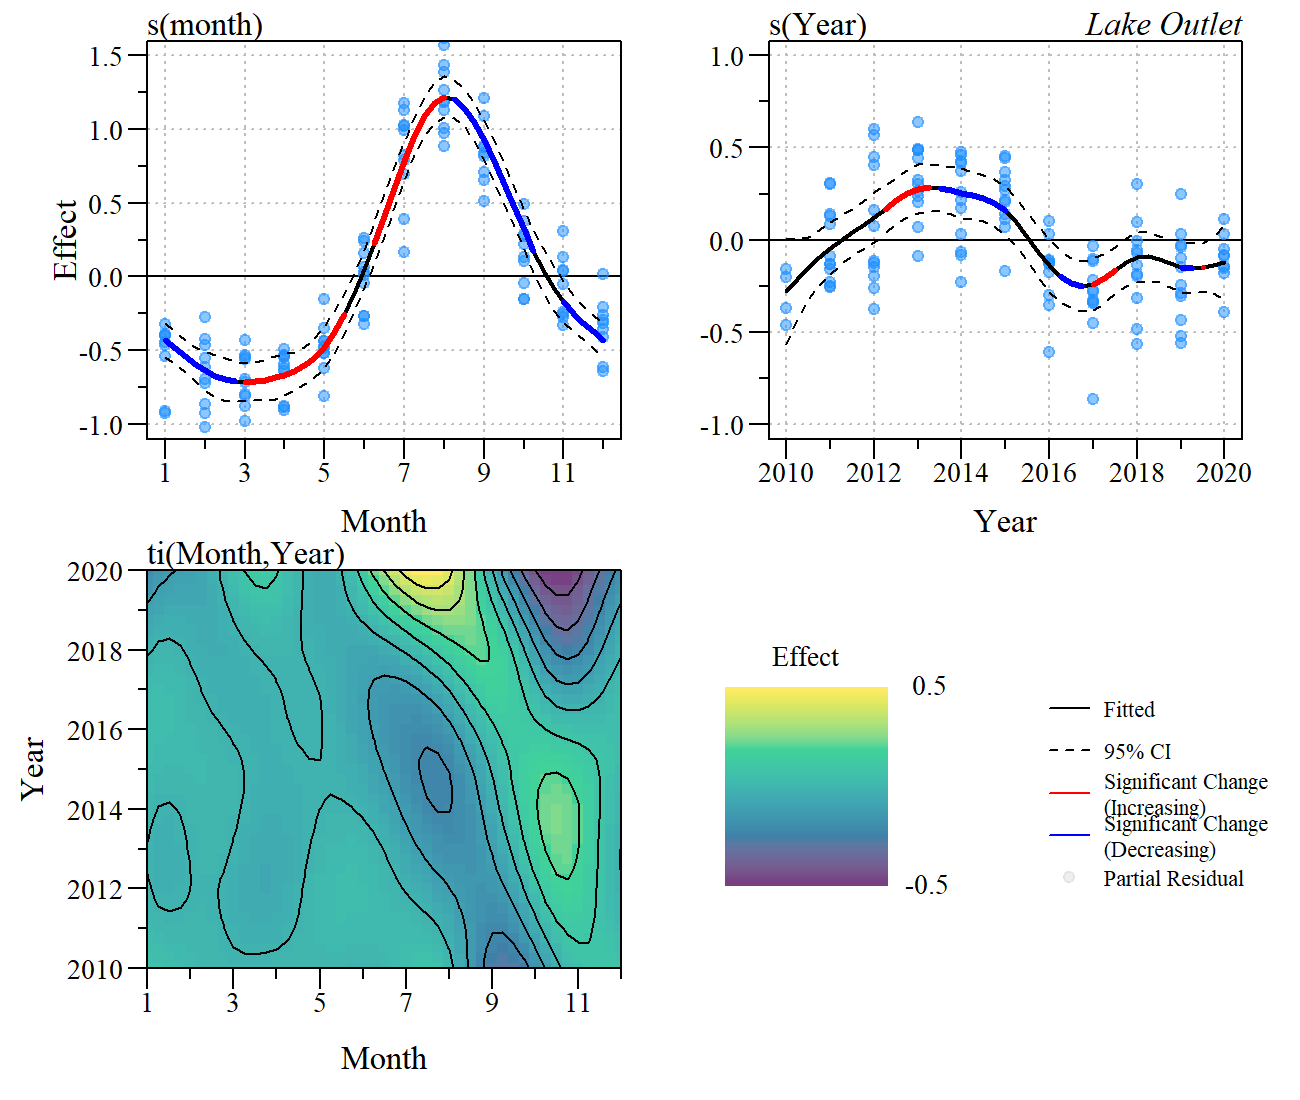 s(month)
1.5
1.0
0.5
0.0
-0.5
-1.0
Effect
1 3 5 7 9 11
Month
s(Year) Lake Outlet
1.0
0.5
0.0
-0.5
-1.0
2010 2012 2014 2016 2018 2020
Year
ti(Month,Year)
2020
2018
2016
2014
2012
2010
Year
1 3 5 7 9 11
Month
Effect
0.5
-0.5
Fitted
95% CI
Significant Change
(Increasing)
Significant Change
(Decreasing)
Partial Residual